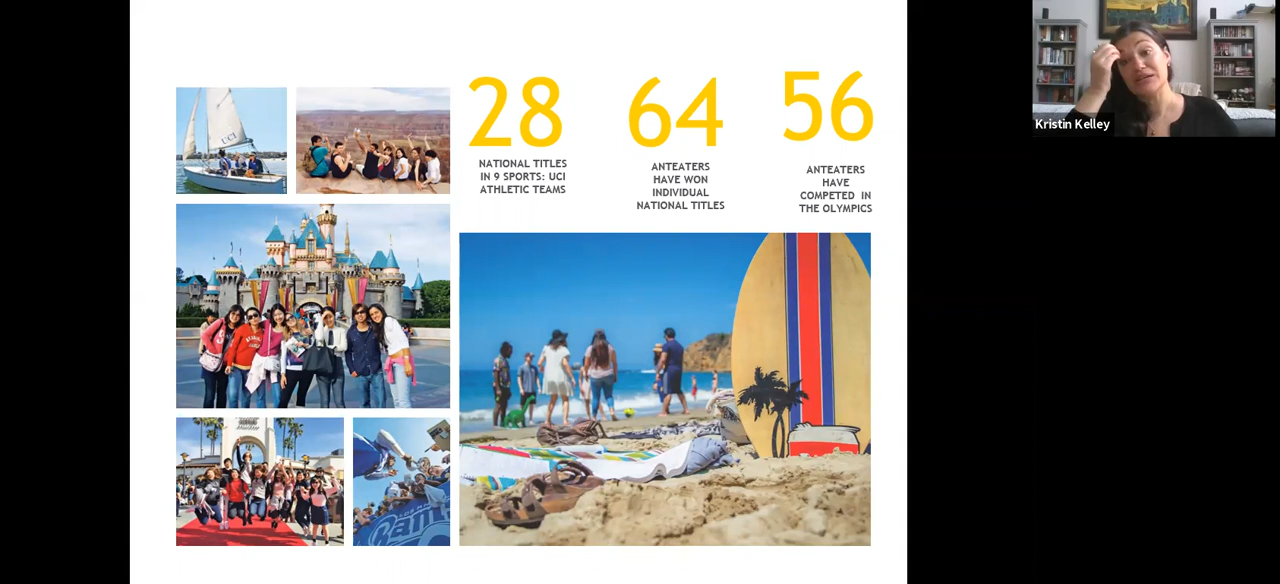 28
NATIONAL TITLES
IN 9 SPORTS: UCI
ATHLETIC TEAMS
64
ANTEATERS
HAVE WON
INDIVIDUAL
NATIONAL TITLES
56
ANTEATERS
HAVE
COMPETED IN
THE OLYMPICS
UCI
Kristin Kelley